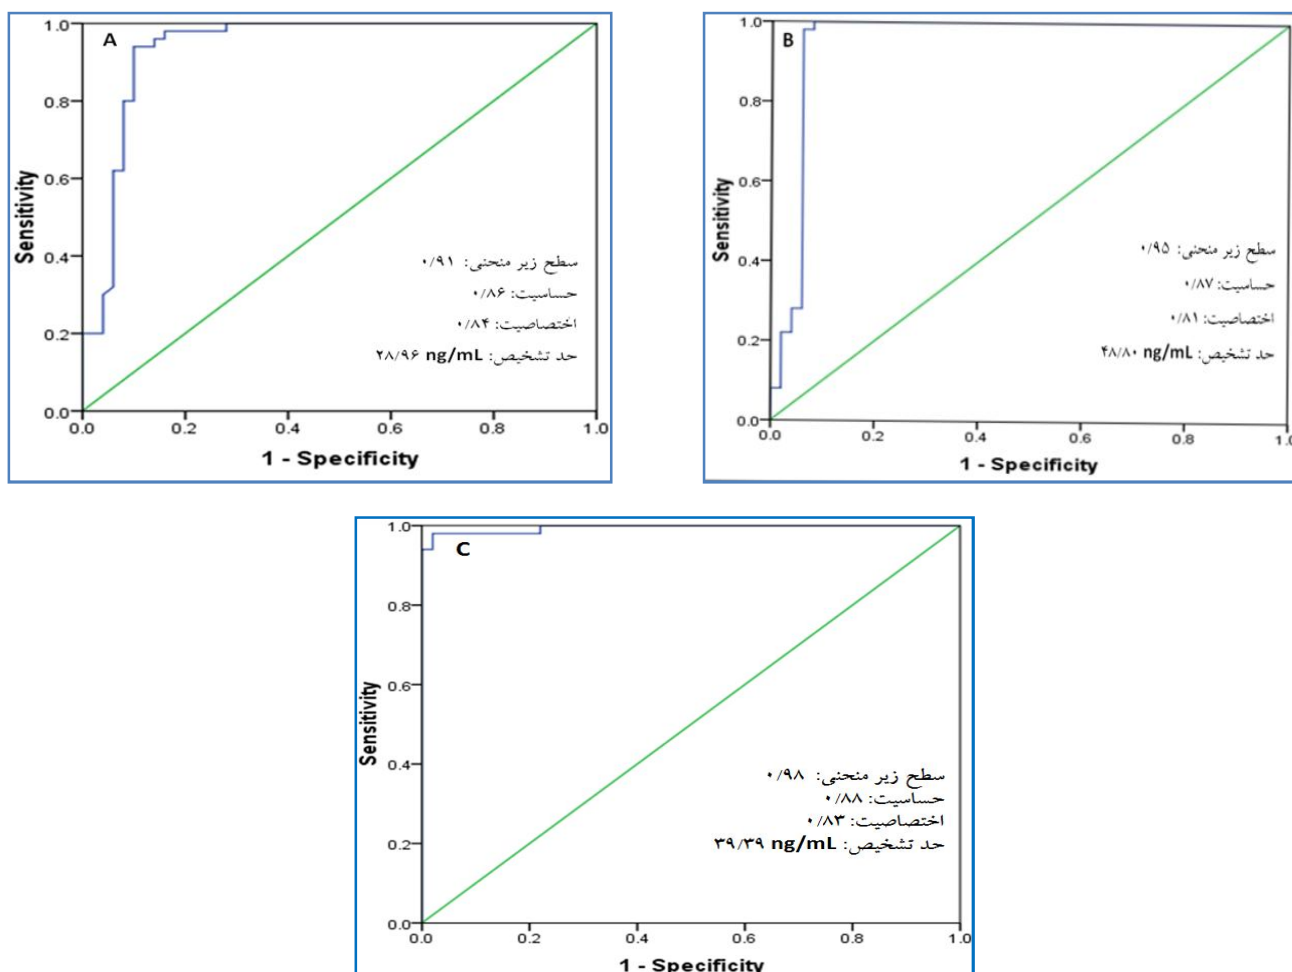 A
1.0
0.8
0.6
0.4
0.2
0.0
Sensitivity
سطح زیر منحنی: ۰/۹۱
حساسیت: ۰/۸۶
اختصاصیت: ۰/۸۴
حد تشخیص: ۲۸/۹۶ ng/mL
0.0 0.2 0.4 0.6 0.8 1.0
1 - Specificity
B
1.0
0.8
0.6
0.4
0.2
0.0
Sensitivity
سطح زیر منحنی: ۰/۹۵
حساسیت: ۰/۸۷
اختصاصیت: ۰/۸۱
حد تشخیص: ۴۸/۸۰ ng/mL
0.0 0.2 0.4 0.6 0.8 1.0
1 - Specificity
C
1.0
0.8
0.6
0.4
0.2
0.0
Sensitivity
سطح زیر منحنی: ۰/۹۸
حساسیت: ۰/۸۸
اختصاصیت: ۰/۸۳
حد تشخیص: ۳۹/۳۹ ng/mL
0.0 0.2 0.4 0.6 0.8 1.0
1 - Specificity